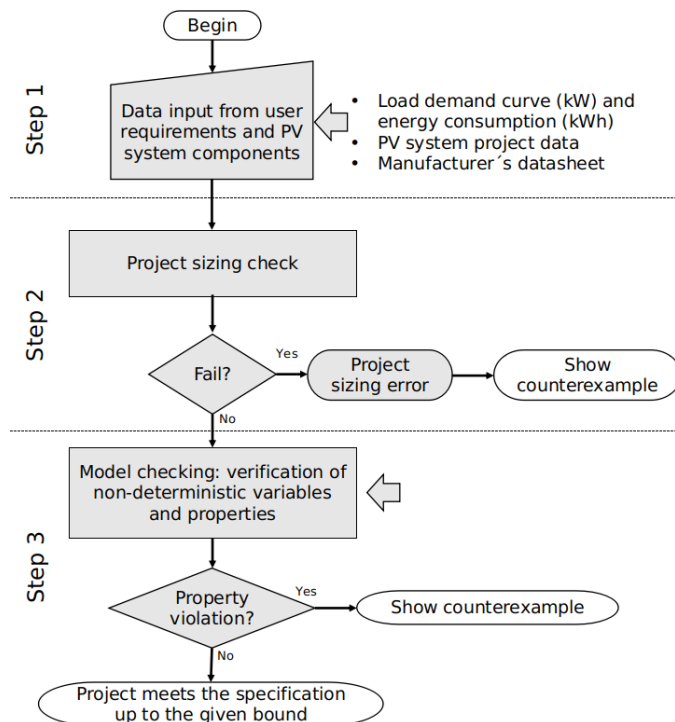 Begin
Step 1
Data input from user
requirements and PV
system components
• Load demand curve (kW) and
energy consumption (kWh)
• PV system project data
• Manufacturer´s datasheet
Step 2
Project sizing check
Fail?
Yes
Project
sizing error
Show
counterexample
No
Step 3
Model checking: verification of
non-deterministic variables
and properties
Property
violation?
Yes
Show counterexample
No
Project meets the specification
up to the given bound